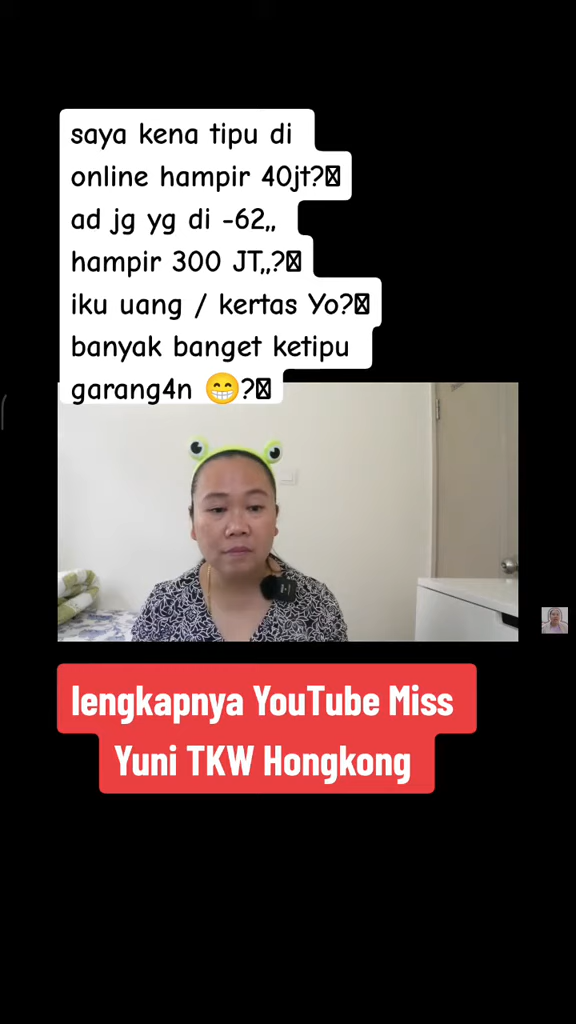 saya kena tipu di
online hampir 40jt?
ad jg yg di -62,,
hampir 300 JT,,?
iku uang / kertas Yo?
banyak banget ketipu
garang4n 😁?
lengkapnya YouTube Miss
Yuni TKW Hongkong